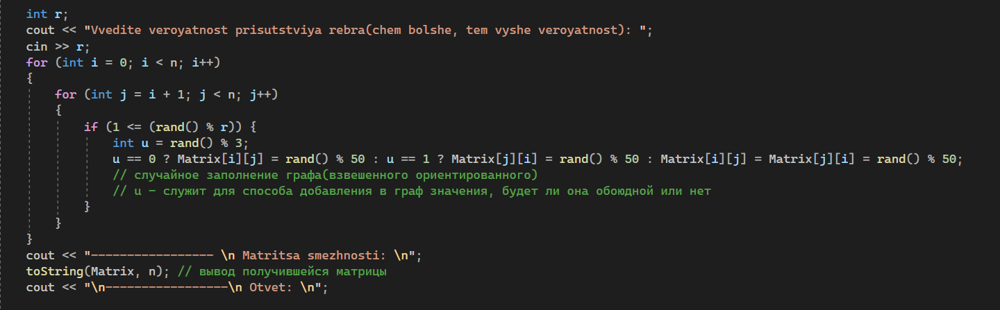 int r;
cout << "Vvedite veroyatnost prisutstviya rebra(chem bolshe, tem vyshe veroyatnost): ";
cin >> r;
for (int i = 0; i < n; i++)
{
for (int j = i + 1; j < n; j++)
{
if (1 <= (rand() % r)) {
int u = rand() % 3;
u == 0 ? Matrix[i][j] = rand() % 50 : u == 1 ? Matrix[j][i] = rand() % 50 : Matrix[i][j] = Matrix[j][i] = rand() % 50;
// случайное заполнение графа(взвешенного ориентированного)
// u - служит для способа добавления в граф значения, будет ли она обоюдной или нет
}
}
}
cout << "----------------- \n Matritsa smezhnosti: \n";
toString(Matrix, n); // вывод получившейся матрицы
cout << "\n-----------------\n Otvet: \n";